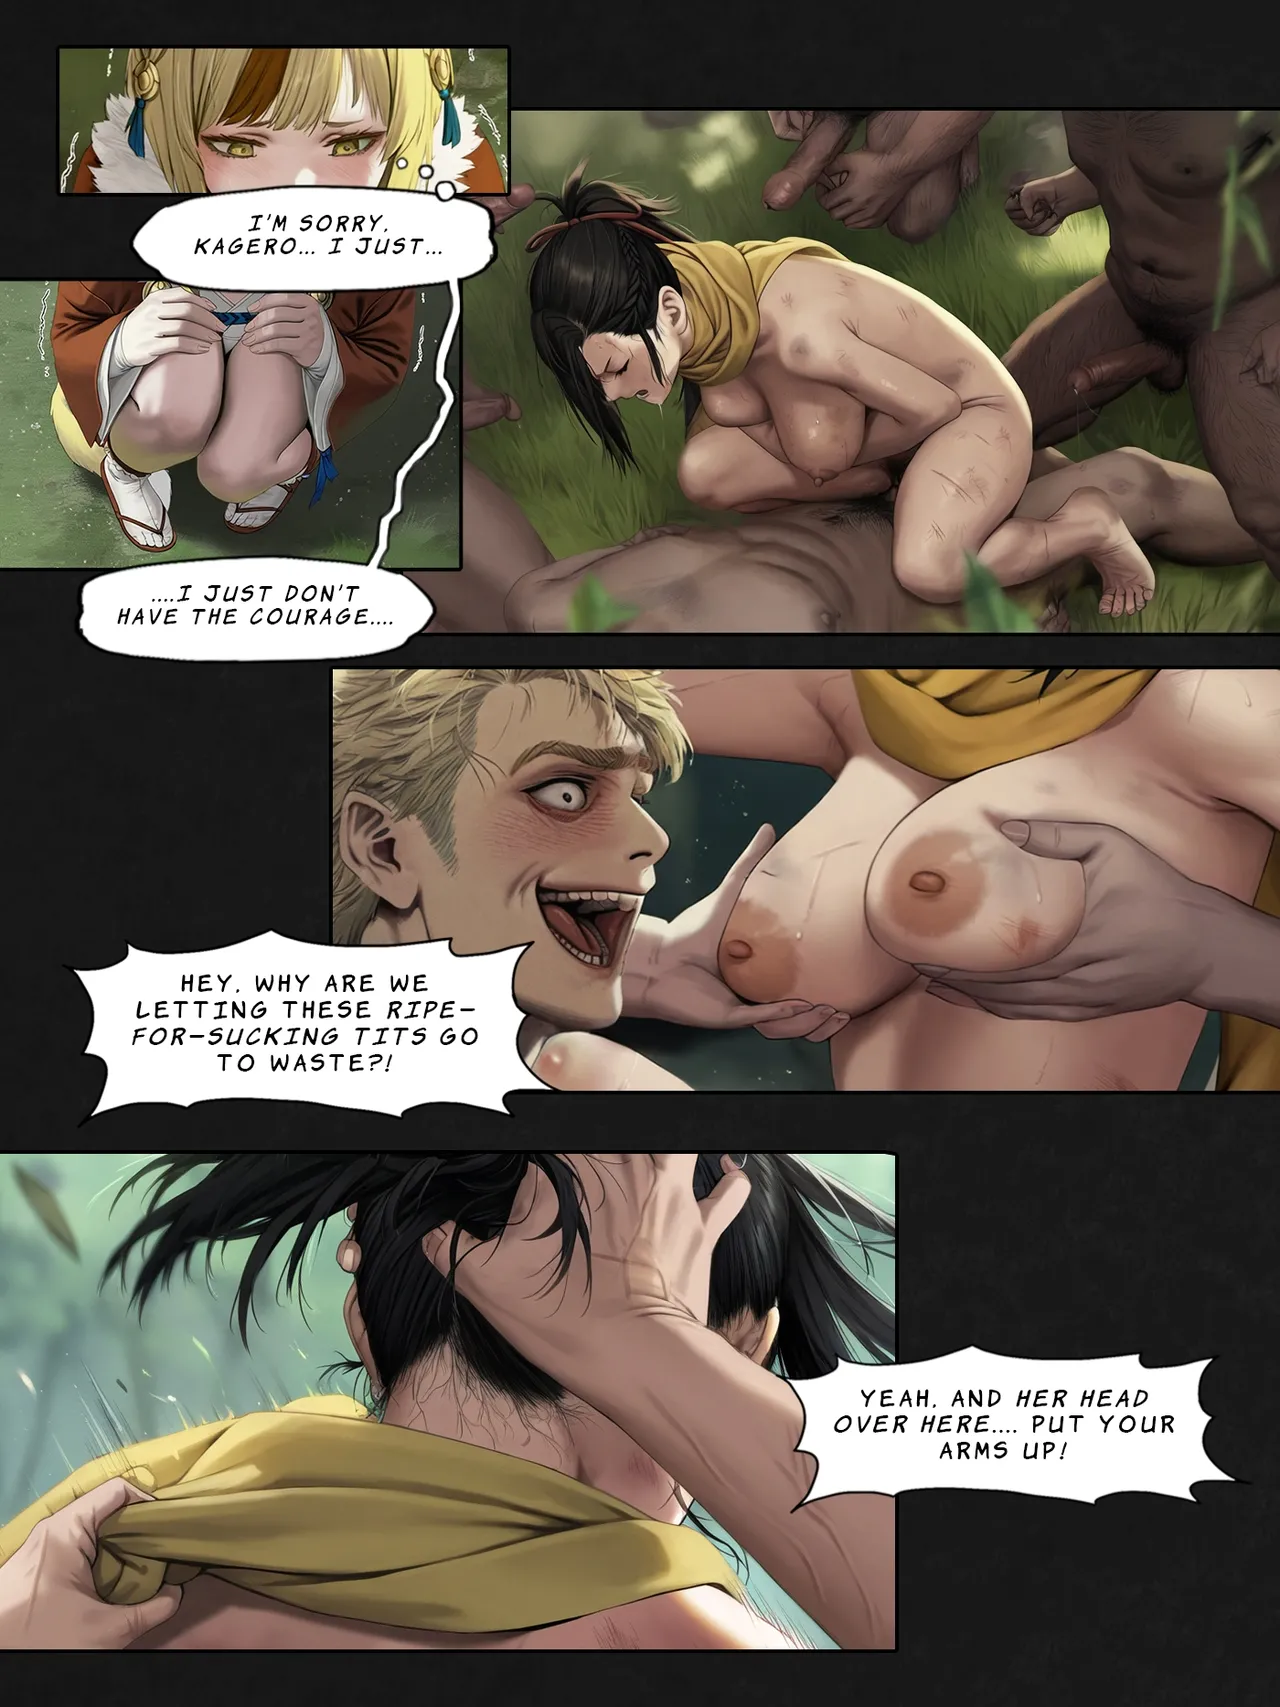 I'M SORRY,
KAGERO... I JUST...
....I JUST DON'T
HAVE THE COURAGE....
HEY, WHY ARE WE
LETTING THESE RIPE-
FOR-SUCKING TITS GO
TO WASTE?!
YEAH, AND HER HEAD
OVER HERE.... PUT YOUR
ARMS UP!